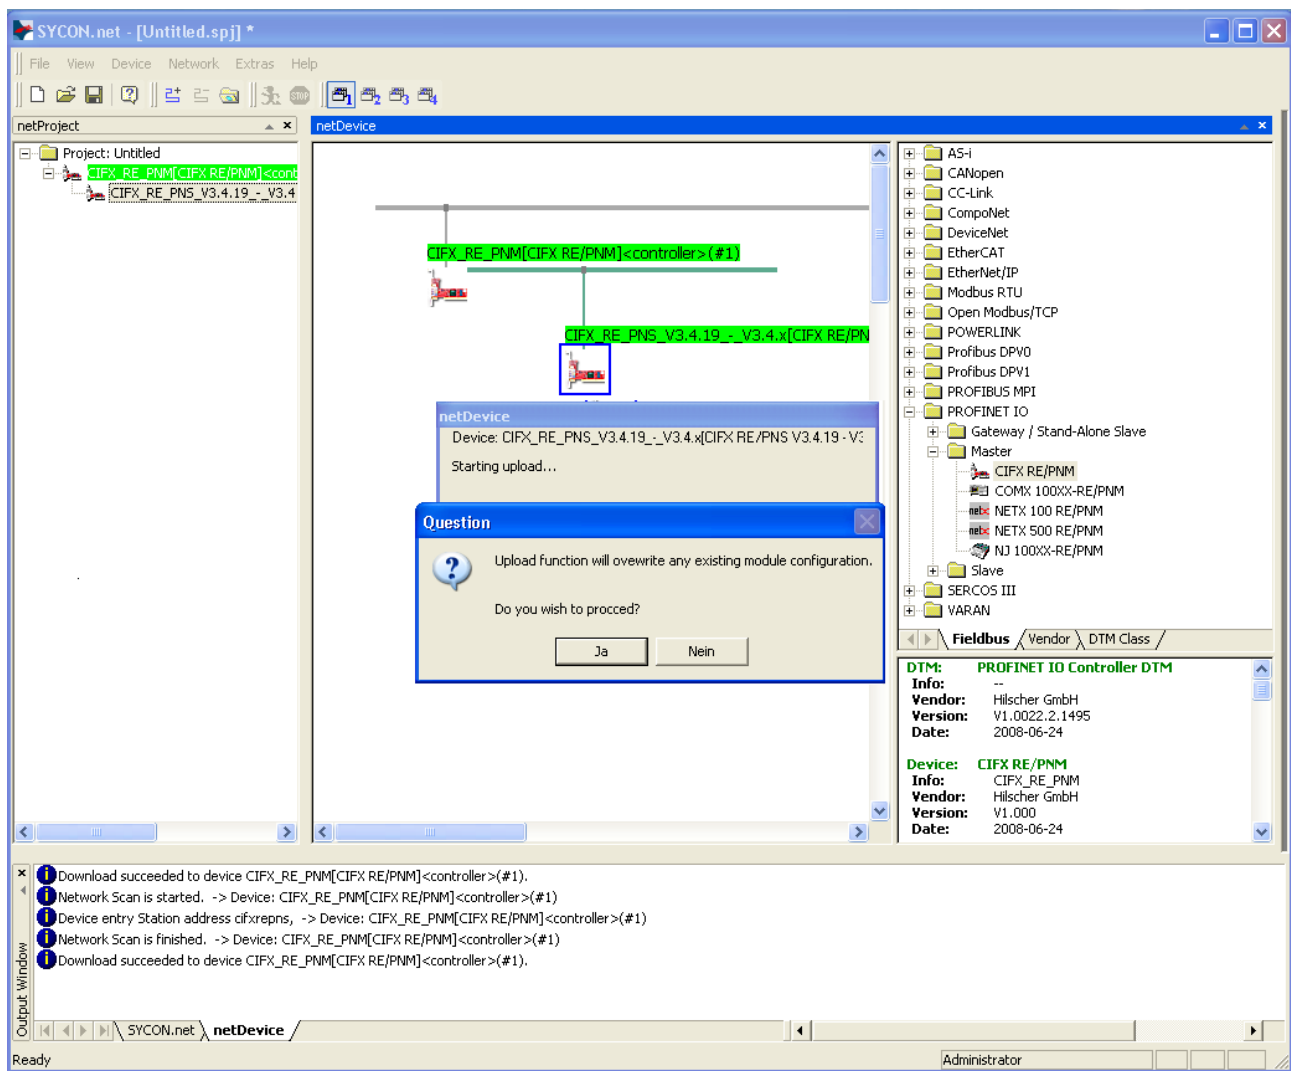 SYCON.net - [Untitled.spj] *
File View Device Network Extras Help
netProject
netDevice
Project: Untitled
CIFX_RE_PNM[CIFX RE/PNM]<cont
CIFX_RE_PNS_V3.4.19_-_V3.4
CIFX_RE_PNM[CIFX RE/PNM]<controller>(#1)
CIFX_RE_PNS_V3.4.19_-_V3.4.x[CIFX RE/PN
netDevice
Device: CIFX_RE_PNS_V3.4.19_-_V3.4.x[CIFX RE/PNS V3.4.19 - V3
Starting upload...
Question
Upload function will ovewrite any existing module configuration.
Do you wish to procced?
Ja Nein
AS-i
CANopen
CC-Link
CompoNet
DeviceNet
EtherCAT
EtherNet/IP
Modbus RTU
Open Modbus/TCP
POWERLINK
Profibus DPV0
Profibus DPV1
PROFIBUS MPI
PROFINET IO
Gateway / Stand-Alone Slave
Master
CIFX RE/PNM
COMX 100XX-RE/PNM
netx NETX 100 RE/PNM
netx NETX 500 RE/PNM
NJ 100XX-RE/PNM
Slave
SERCOS III
VARAN
Fieldbus Vendor DTM Class
DTM: PROFINET IO Controller DTM
Info: --
Vendor: Hilscher GmbH
Version: V1.0022.2.1495
Date: 2008-06-24
Device: CIFX RE/PNM
Info: CIFX_RE_PNM
Vendor: Hilscher GmbH
Version: V1.000
Date: 2008-06-24
Download succeeded to device CIFX_RE_PNM[CIFX RE/PNM]<controller>(#1).
Network Scan is started. -> Device: CIFX_RE_PNM[CIFX RE/PNM]<controller>(#1)
Device entry Station address cifxrepns, -> Device: CIFX_RE_PNM[CIFX RE/PNM]<controller>(#1)
Network Scan is finished. -> Device: CIFX_RE_PNM[CIFX RE/PNM]<controller>(#1)
Download succeeded to device CIFX_RE_PNM[CIFX RE/PNM]<controller>(#1).
Output Window
SYCON.net netDevice
Ready
Administrator